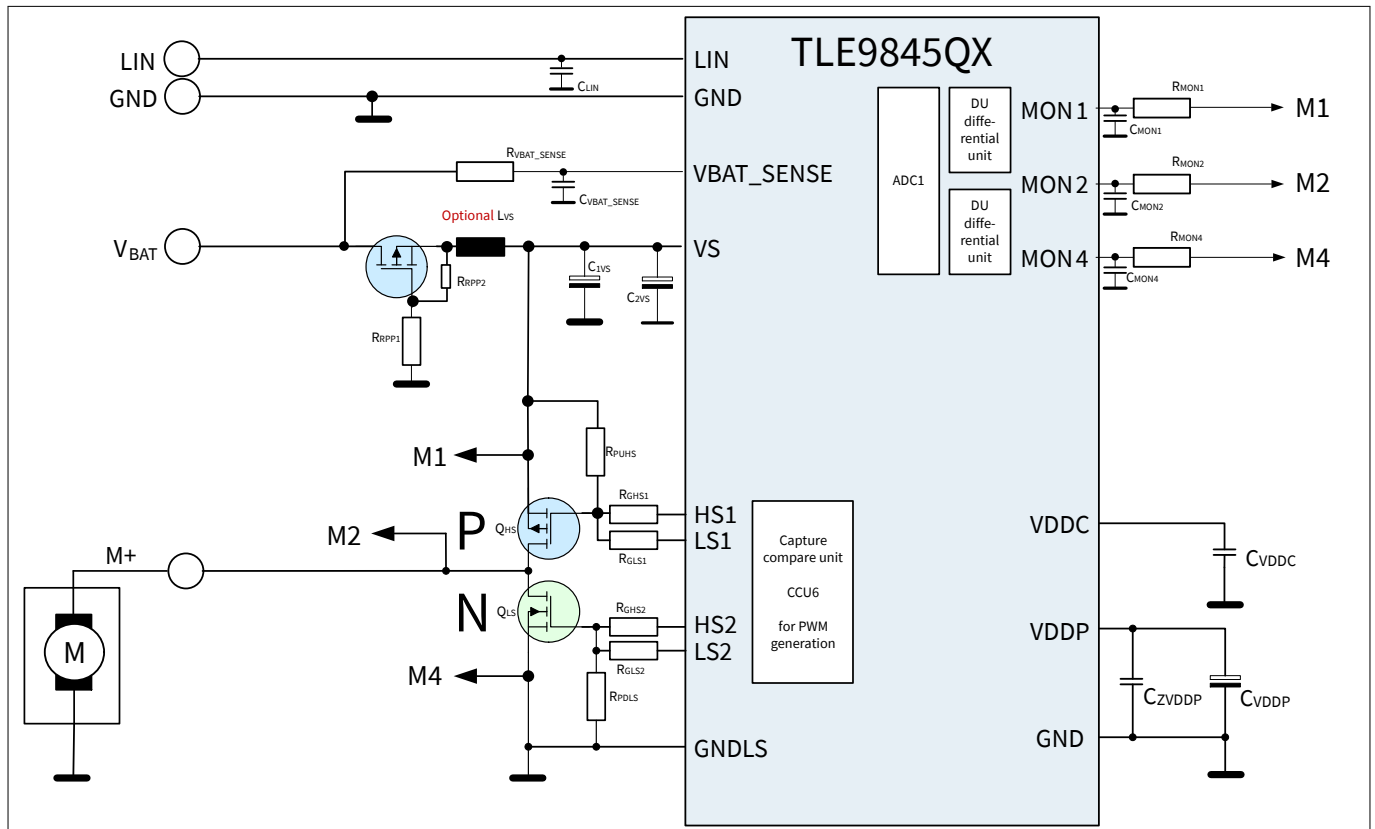 TLE9845QX
LIN
GND
CLIN
LIN
GND
RVBAT_SENSE
CVBAT_SENSE
VBAT_SENSE
Optional LVS
VBAT
RRPP2
RRPP1
C1VS
C2VS
VS
ADC1
DU
diffe-
rential
unit
DU
diffe-
rential
unit
MON 1
RMON1
CMON1
M1
MON 2
RMON2
CMON2
M2
MON 4
RMON4
CMON4
M4
M1
RPUHS
P
QHS
RGHS1
HS1
LS1
RGLS1
M2
M+
M
N
QLS
RGHS2
HS2
LS2
RGLS2
M4
RPDLS
GNDLS
Capture
compare unit
CCU6
for PWM
generation
VDDC
CVDDC
VDDP
CZVDDP
CVDDP
GND